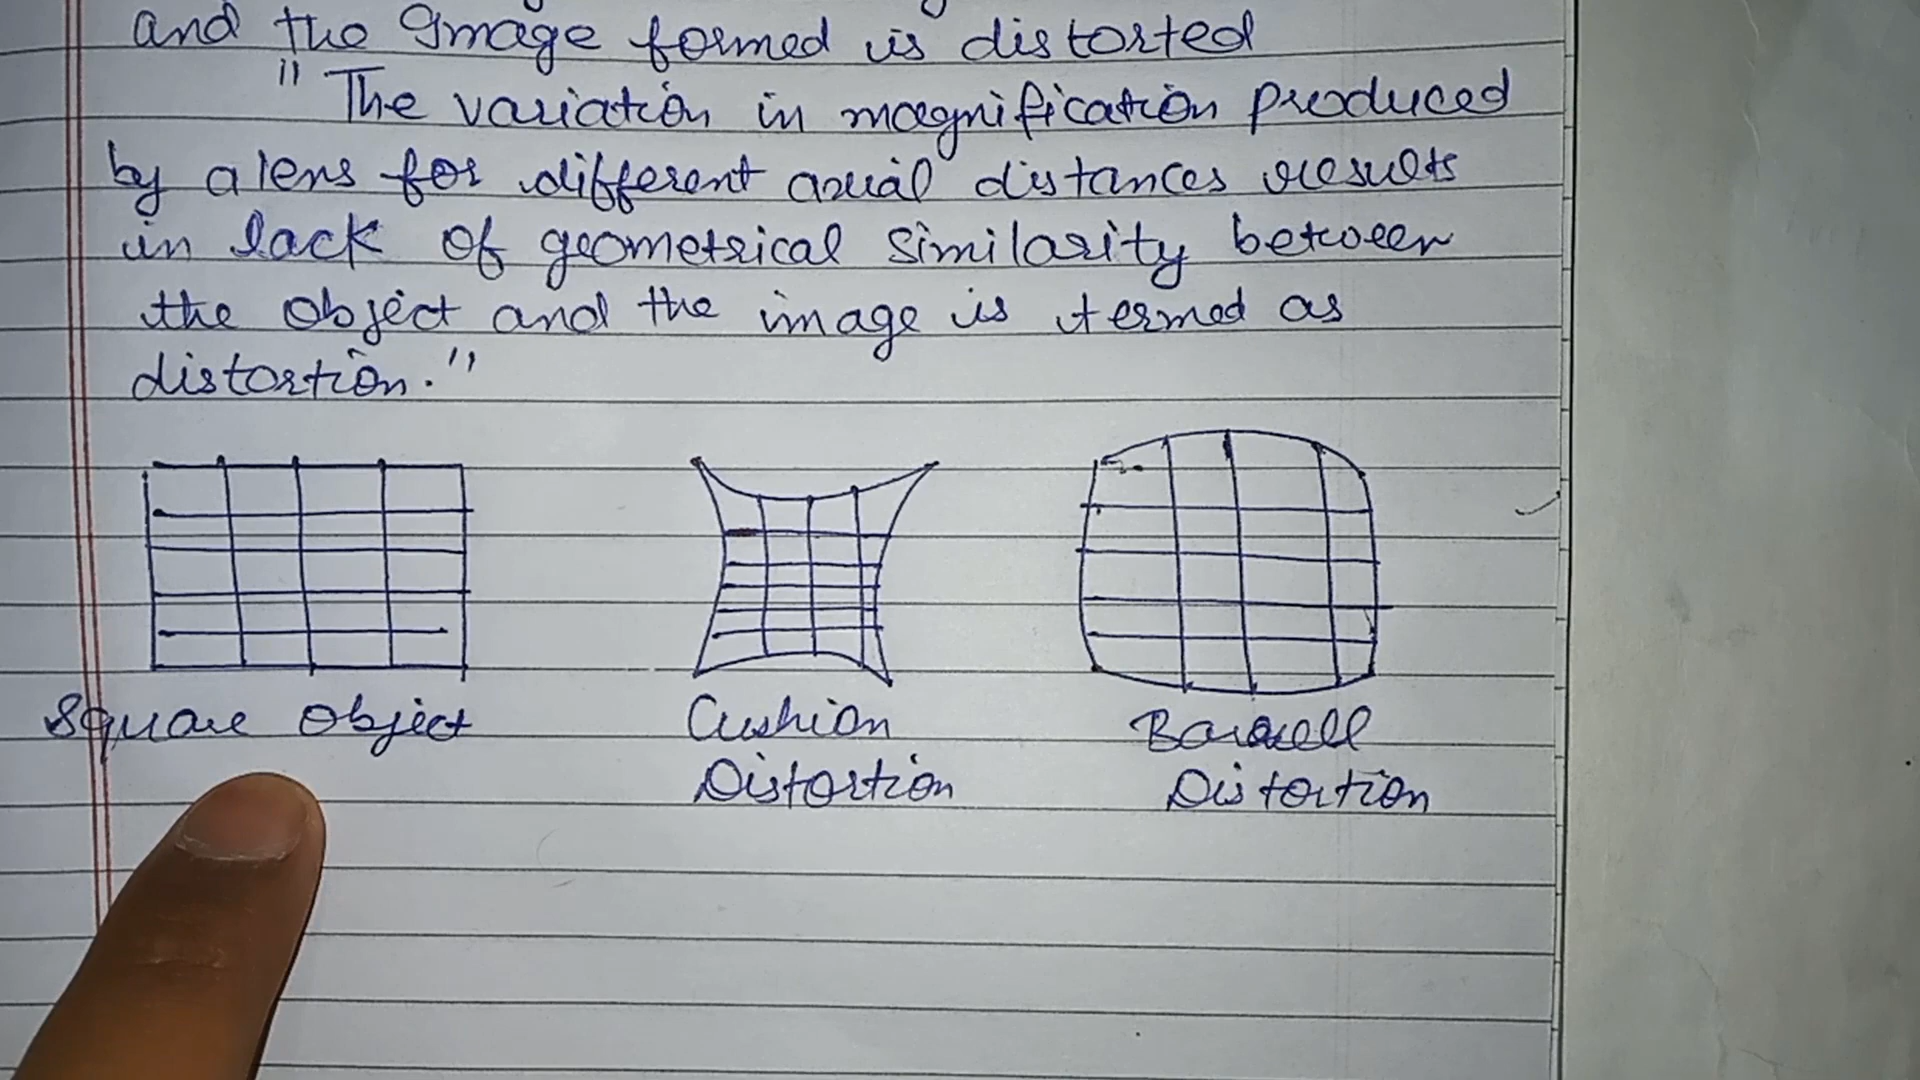 and the Image formed is distorted
" The variation in magnification produced
by a lens for different axial distances results
in lack of geometrical similarity between
the object and the image is termed as
distortion."
Square object
Cushion
Distortion
Barrell
Distortion